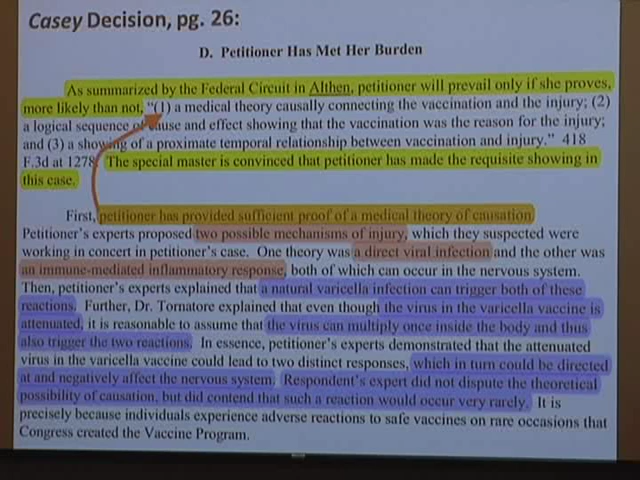 Casey Decision, pg. 26:
D. Petitioner Has Met Her Burden
As summarized by the Federal Circuit in Althen, petitioner will prevail only if she proves,
more likely than not, "(1) a medical theory causally connecting the vaccination and the injury; (2)
a logical sequence of cause and effect showing that the vaccination was the reason for the injury;
and (3) a showing of a proximate temporal relationship between vaccination and injury." 418
F.3d at 1278. The special master is convinced that petitioner has made the requisite showing in
this case.
First, petitioner has provided sufficient proof of a medical theory of causation.
Petitioner's experts proposed two possible mechanisms of injury, which they suspected were
working in concert in petitioner's case. One theory was a direct viral infection and the other was
an immune-mediated inflammatory response, both of which can occur in the nervous system.
Then, petitioner's experts explained that a natural varicella infection can trigger both of these
reactions. Further, Dr. Tornatore explained that even though the virus in the varicella vaccine is
attenuated, it is reasonable to assume that the virus can multiply once inside the body and thus
also trigger the two reactions. In essence, petitioner's experts demonstrated that the attenuated
virus in the varicella vaccine could lead to two distinct responses, which in turn could be directed
at and negatively affect the nervous system. Respondent's expert did not dispute the theoretical
possibility of causation, but did contend that such a reaction would occur very rarely. It is
precisely because individuals experience adverse reactions to safe vaccines on rare occasions that
Congress created the Vaccine Program.